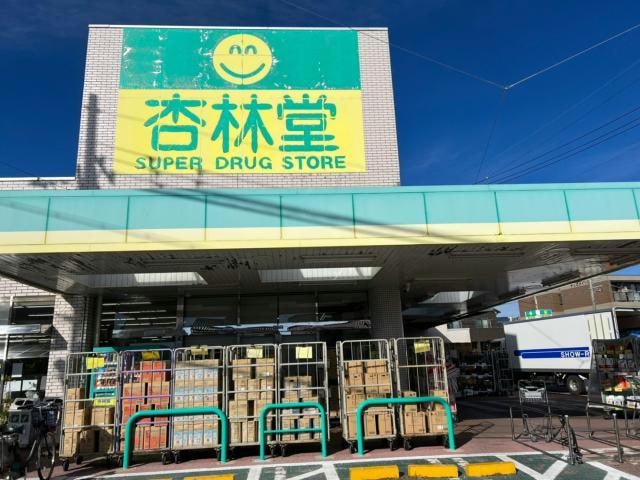 杏林堂
SUPER DRUG STORE
SHOW-R